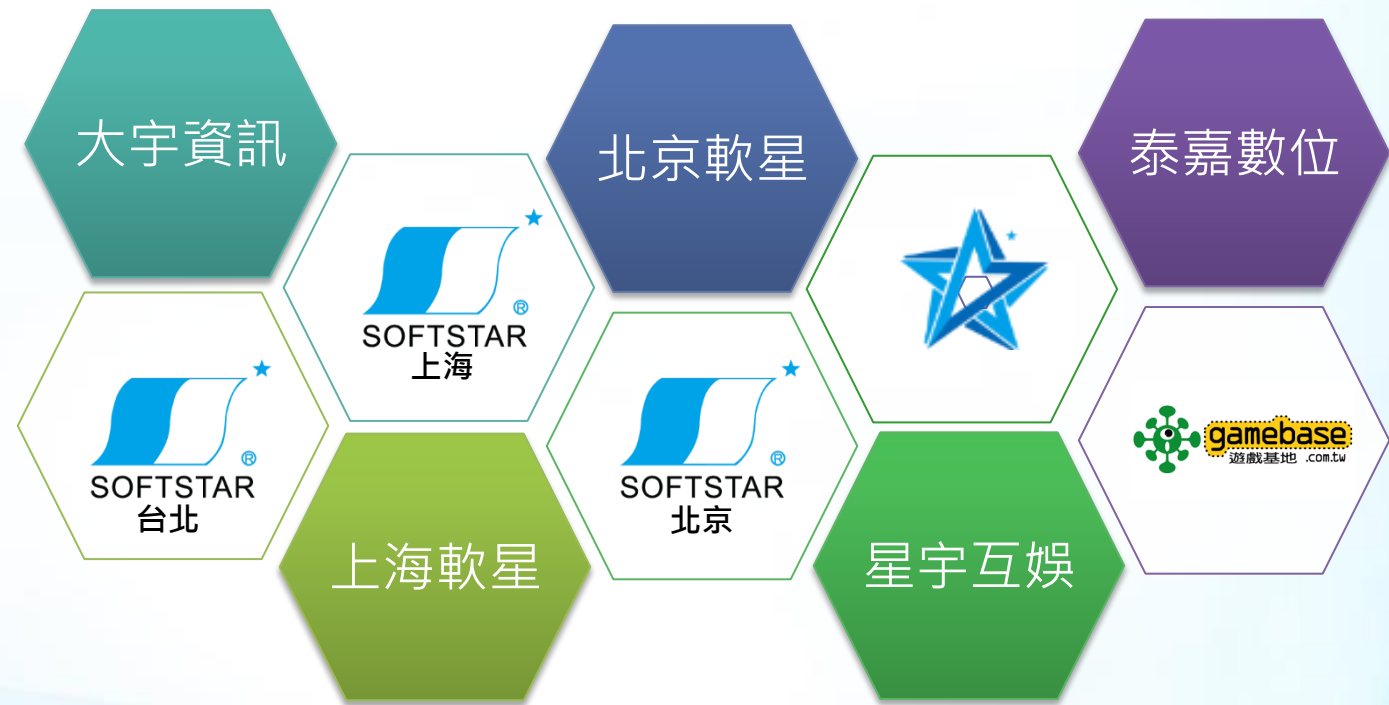 大宇資訊
北京軟星
泰嘉數位
SOFTSTAR
®
上海
SOFTSTAR
®
台北
SOFTSTAR
®
北京
gamebase
遊戲基地 .com.tw
上海軟星
星宇互娛